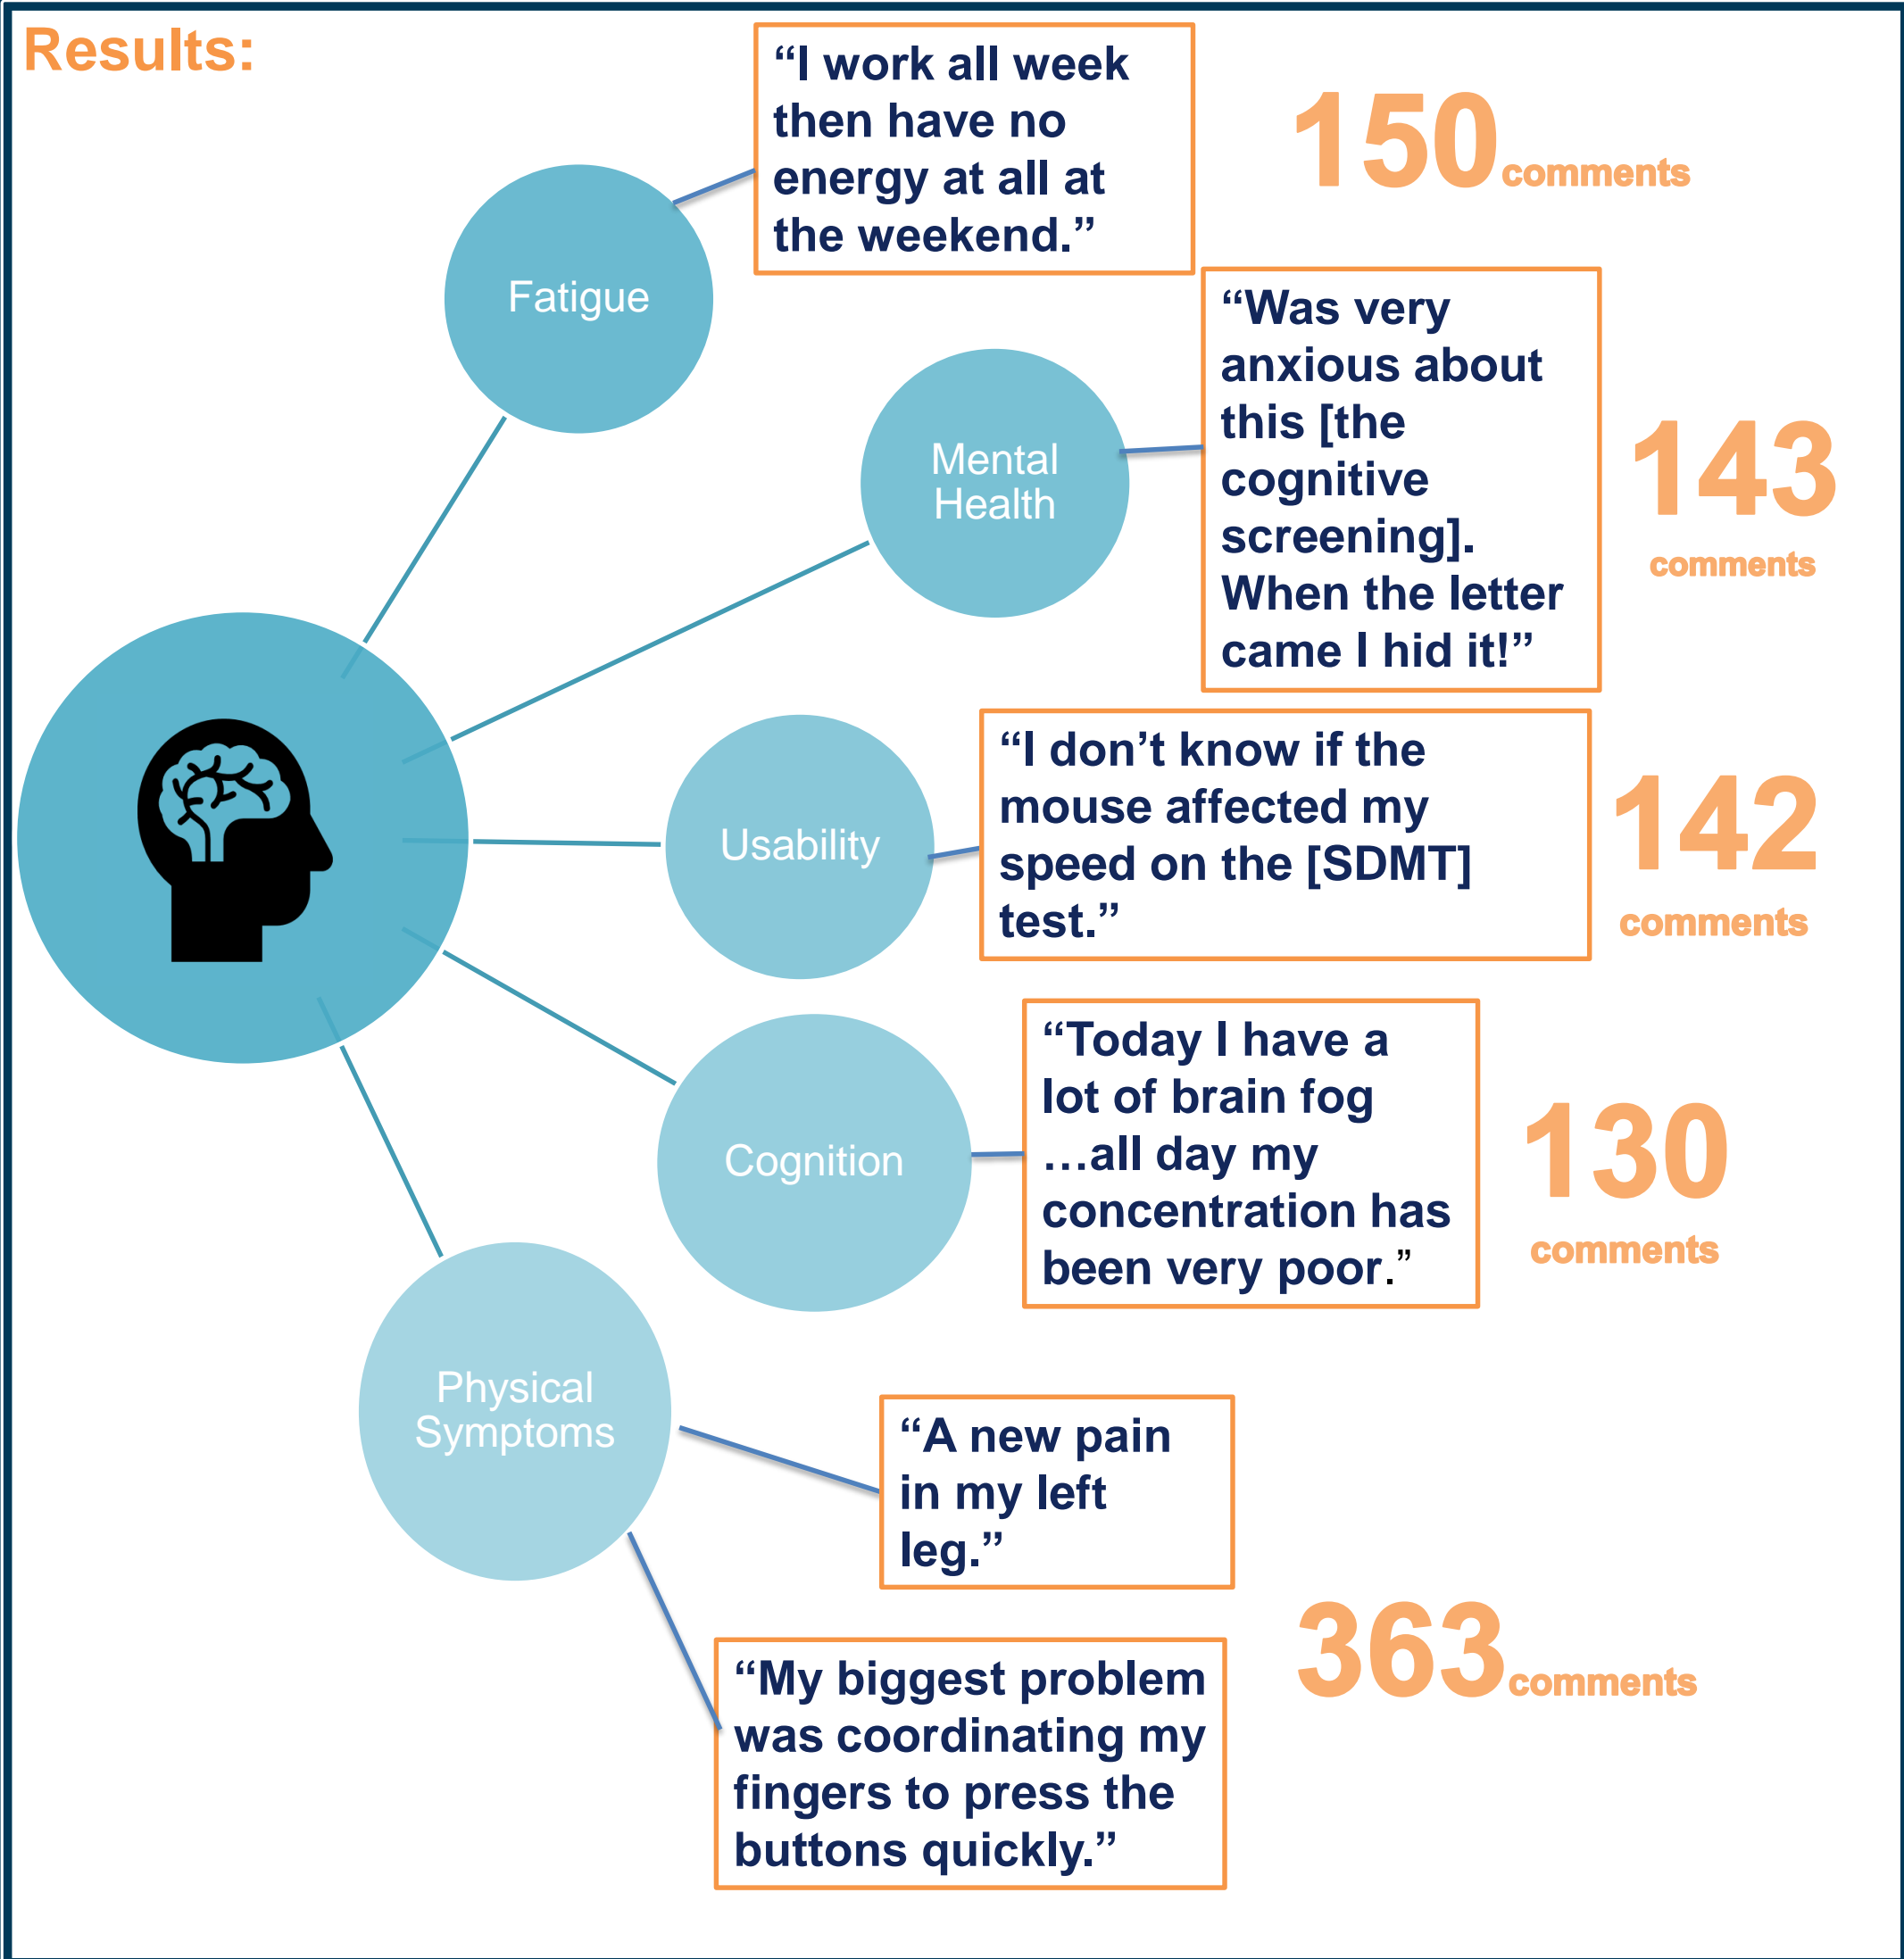 Results:
“I work all week
then have no
energy at all at
the weekend.”
150 comments
Fatigue
“Was very
anxious about
this [the
cognitive
screening].
When the letter
came I hid it!”
143
comments
Mental
Health
“I don’t know if the
mouse affected my
speed on the [SDMT]
test.”
142
comments
Usability
“Today I have a
lot of brain fog
…all day my
concentration has
been very poor.”
130
comments
Cognition
Physical
Symptoms
“A new pain
in my left
leg.”
363 comments
“My biggest problem
was coordinating my
fingers to press the
buttons quickly.”